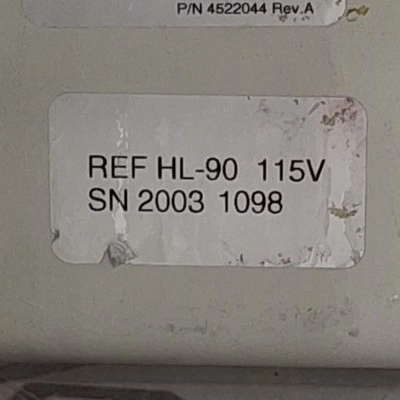 P/N 4522044 Rev.A
REF HL-90 115V
SN 2003 1098